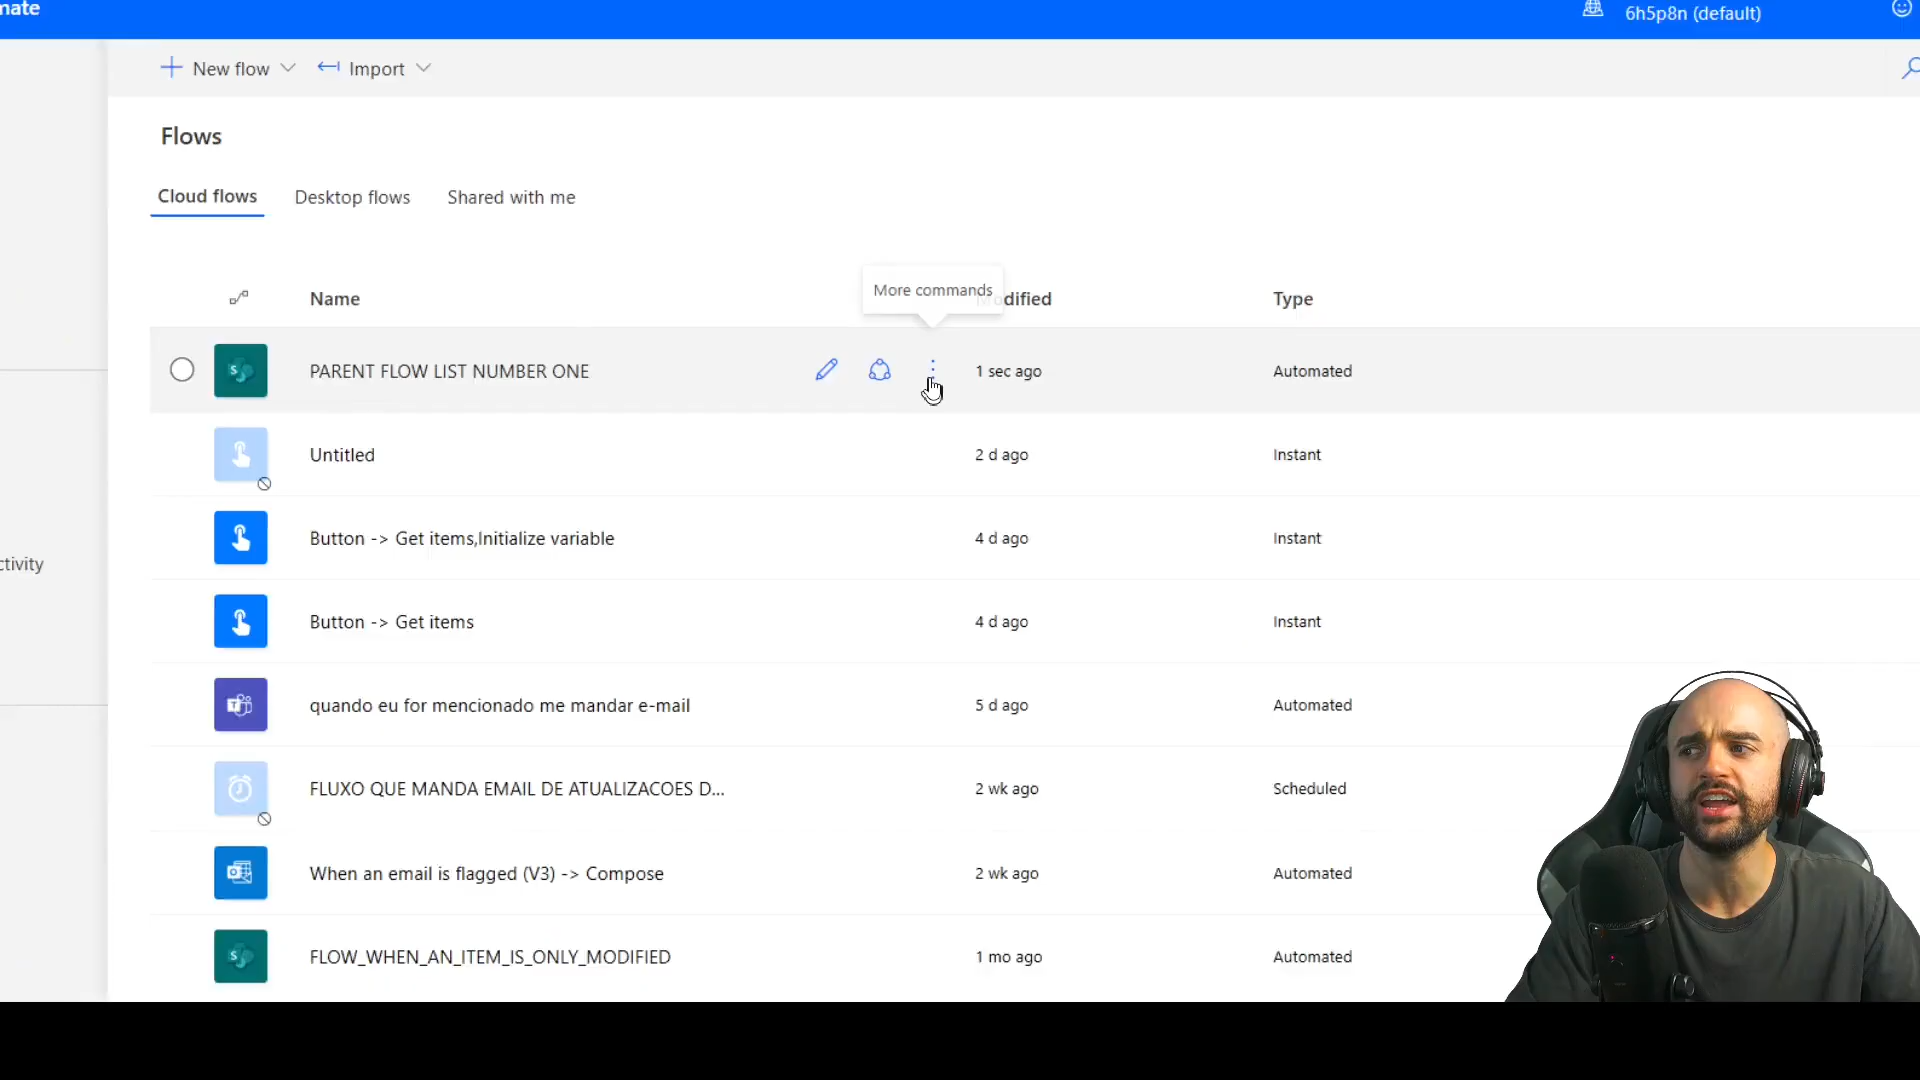 mate
6h5p8n (default)
New flow
Import
Flows
Cloud flows
Desktop flows
Shared with me
More commands
Name
odified
Type
PARENT FLOW LIST NUMBER ONE
1 sec ago
Automated
Untitled
2 d ago
Instant
Button -> Get items,Initialize variable
4 d ago
Instant
ctivity
Button -> Get items
4 d ago
Instant
quando eu for mencionado me mandar e-mail
5 d ago
Automated
FLUXO QUE MANDA EMAIL DE ATUALIZACOES D...
2 wk ago
Scheduled
When an email is flagged (V3) -> Compose
2 wk ago
Automated
FLOW_WHEN_AN_ITEM_IS_ONLY_MODIFIED
1 mo ago
Automated